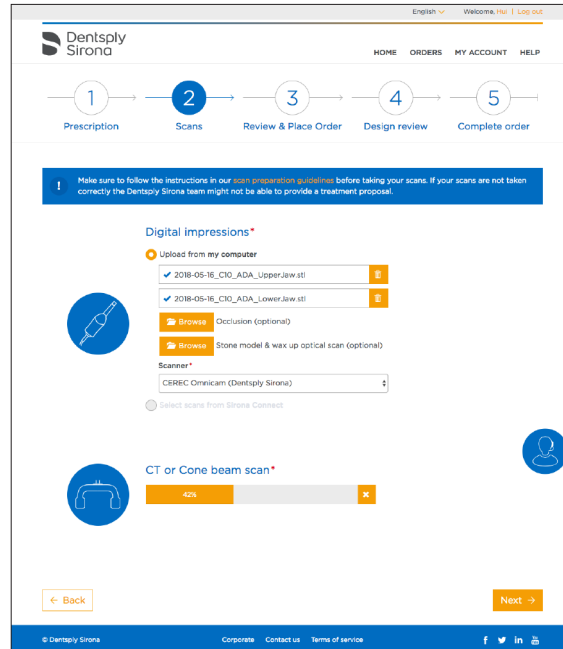 English
Welcome, Hui | Log out
Dentsply
Sirona
HOME ORDERS MY ACCOUNT HELP
1 2 3 4 5
Prescription Scans Review & Place Order Design review Complete order
! Make sure to follow the instructions in our scan preparation guidelines before taking your scans. If your scans are not taken
correctly the Dentsply Sirona team might not be able to provide a treatment proposal.
Digital impressions*
Upload from my computer
2018-05-16_C10_ADA_UpperJaw.stl
2018-05-16_C10_ADA_LowerJaw.stl
Browse Occlusion (optional)
Browse Stone model & wax up optical scan (optional)
Scanner*
CEREC Omnicam (Dentsply Sirona)
Select scans from Sirona Connect
CT or Cone beam scan*
42%
← Back
Next →
© Dentsply Sirona Corporate Contact us Terms of service